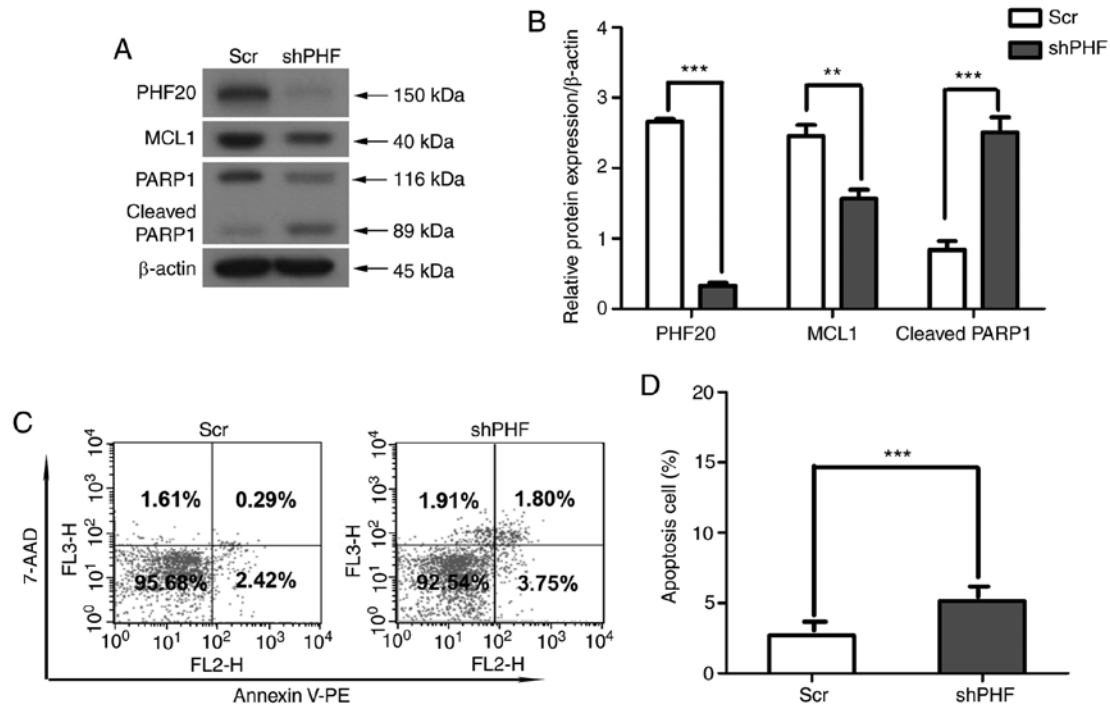 A
Scr shPHF
PHF20
150 kDa
MCL1
40 kDa
PARP1
116 kDa
Cleaved
PARP1
89 kDa
β-actin
45 kDa
B
Scr
shPHF
Relative protein expression/β-actin
4
3
2
1
0
***
**
***
PHF20 MCL1 Cleaved PARP1
C
7-AAD
Scr
FL3-H
10⁴
10³
10²
10¹
10⁰
1.61% 0.29%
95.68% 2.42%
10⁰ 10¹ 10² 10³ 10⁴
FL2-H
shPHF
FL3-H
10⁴
10³
10²
10¹
10⁰
1.91% 1.80%
92.54% 3.75%
10⁰ 10¹ 10² 10³ 10⁴
FL2-H
Annexin V-PE
D
Apoptosis cell (%)
20
15
10
5
0
***
Scr shPHF